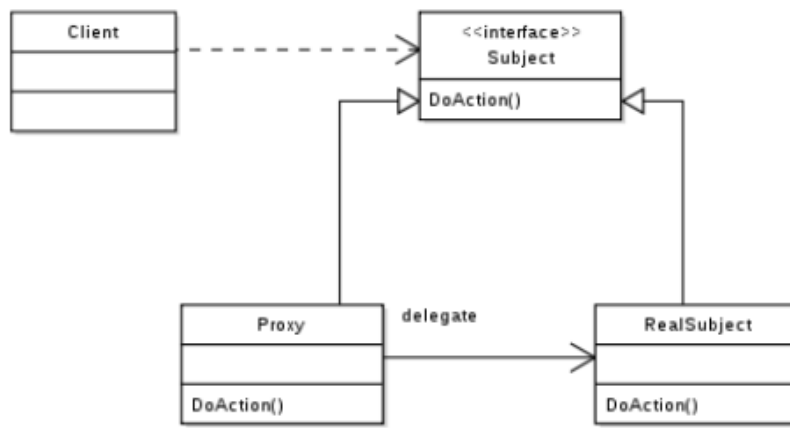 Client
<<interface>>
Subject
DoAction()
Proxy
DoAction()
delegate
RealSubject
DoAction()